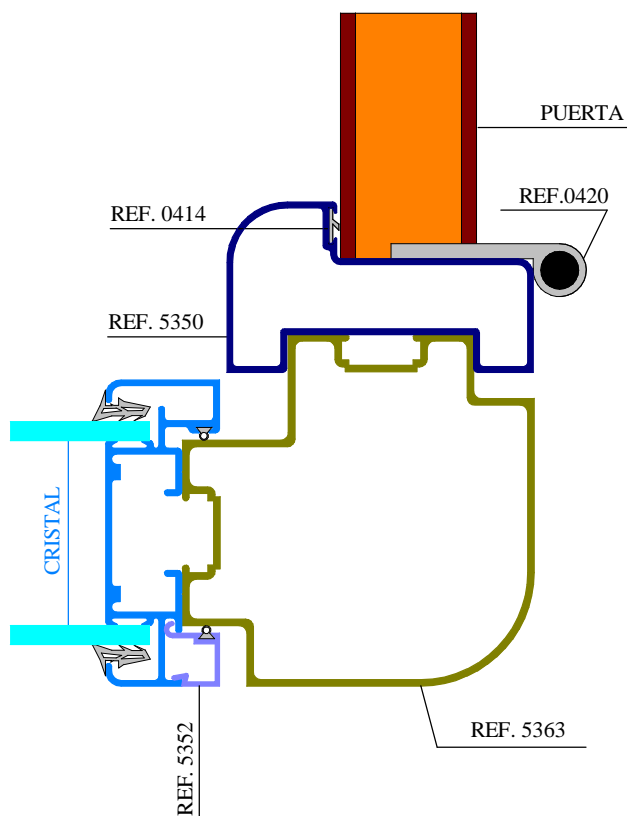 PUERTA
REF.0420
REF. 0414
REF. 5350
CRISTAL
REF. 5352
REF. 5363